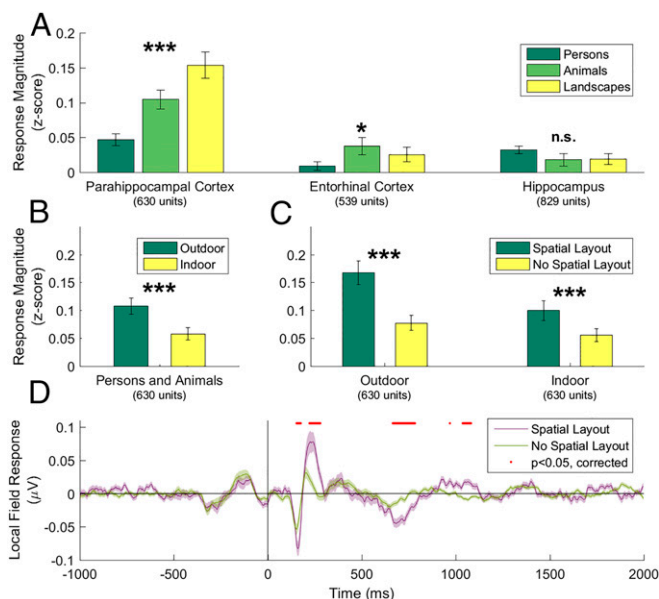 A
Response Magnitude
(z-score)
0.2
0.15
0.1
0.05
0
***
*
n.s.
Persons
Animals
Landscapes
Parahippocampal Cortex
(630 units)
Entorhinal Cortex
(539 units)
Hippocampus
(829 units)
B
Response Magnitude
(z-score)
0.2
0.15
0.1
0.05
0
Outdoor
Indoor
***
Persons and Animals
(630 units)
C
0.2
0.15
0.1
0.05
0
***
***
Spatial Layout
No Spatial Layout
Outdoor
(630 units)
Indoor
(630 units)
D
Local Field Response
(μV)
0.1
0.05
0
-0.05
-0.1
Spatial Layout
No Spatial Layout
p<0.05, corrected
-1000 -500 0 500 1000 1500 2000
Time (ms)